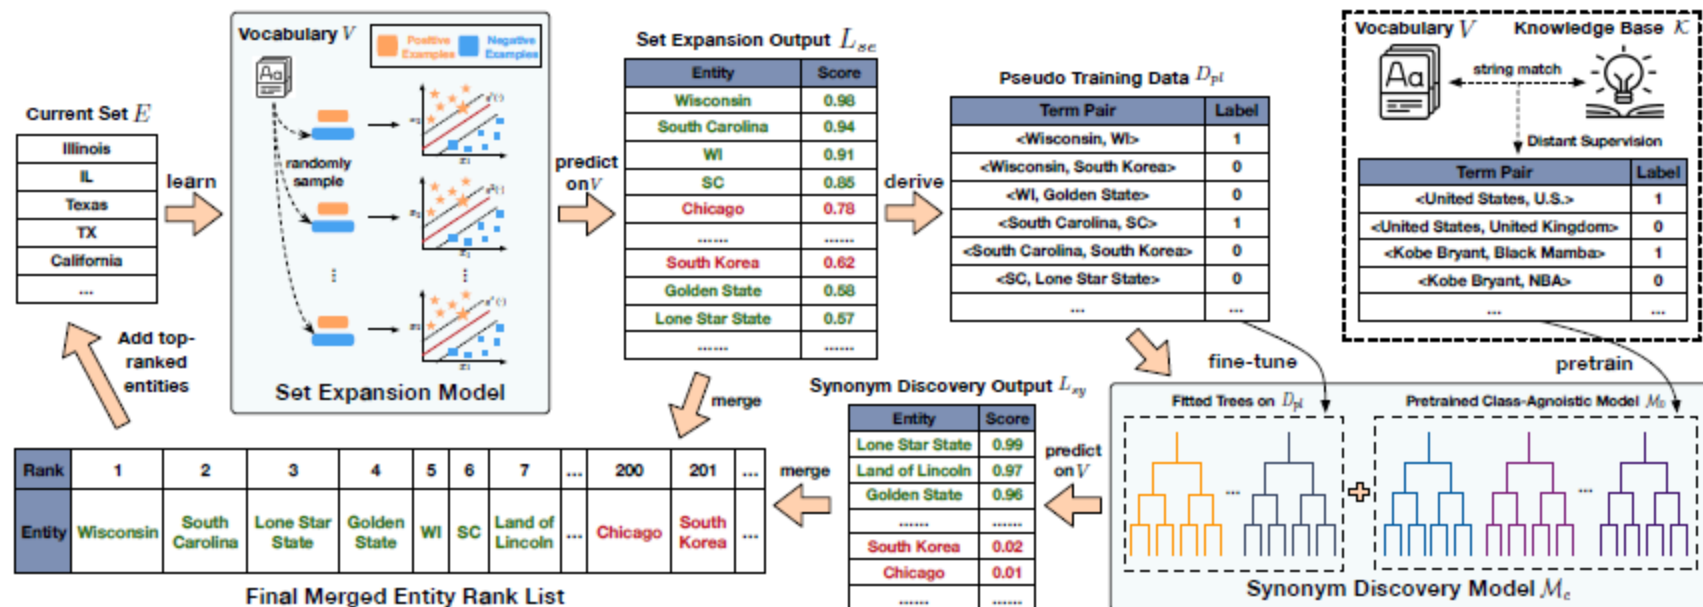 Current Set E
Illinois
IL
Texas
TX
California
...
learn
Vocabulary V
Positive Examples
Negative Examples
Aa
randomly
sample
Set Expansion Model
predict
on V
Set Expansion Output L_se
Entity Score
Wisconsin 0.98
South Carolina 0.94
WI 0.91
SC 0.85
Chicago 0.78
...... ......
South Korea 0.62
Golden State 0.58
Lone Star State 0.57
...... ......
derive
Pseudo Training Data D_pl
Term Pair Label
<Wisconsin, WI> 1
<Wisconsin, South Korea> 0
<WI, Golden State> 0
<South Carolina, SC> 1
<South Carolina, South Korea> 0
<SC, Lone Star State> 0
... ...
Vocabulary V
Knowledge Base K
Aa
string match
Distant Supervision
Term Pair Label
<United States, U.S.> 1
<United States, United Kingdom> 0
<Kobe Bryant, Black Mamba> 1
<Kobe Bryant, NBA> 0
... ...
fine-tune
pretrain
Fitted Trees on D_pl
Pretrained Class-Agnoistic Model
...
...
Synonym Discovery Model M_c
predict
on V
Synonym Discovery Output L_sy
Entity Score
Lone Star State 0.99
Land of Lincoln 0.97
Golden State 0.96
...... ......
South Korea 0.02
Chicago 0.01
...... ......
merge
merge
Add top-
ranked
entities
Rank 1 2 3 4 5 6 7 ... 200 201 ...
Entity Wisconsin South Carolina Lone Star State Golden State WI SC Land of Lincoln ... Chicago South Korea ...
Final Merged Entity Rank List